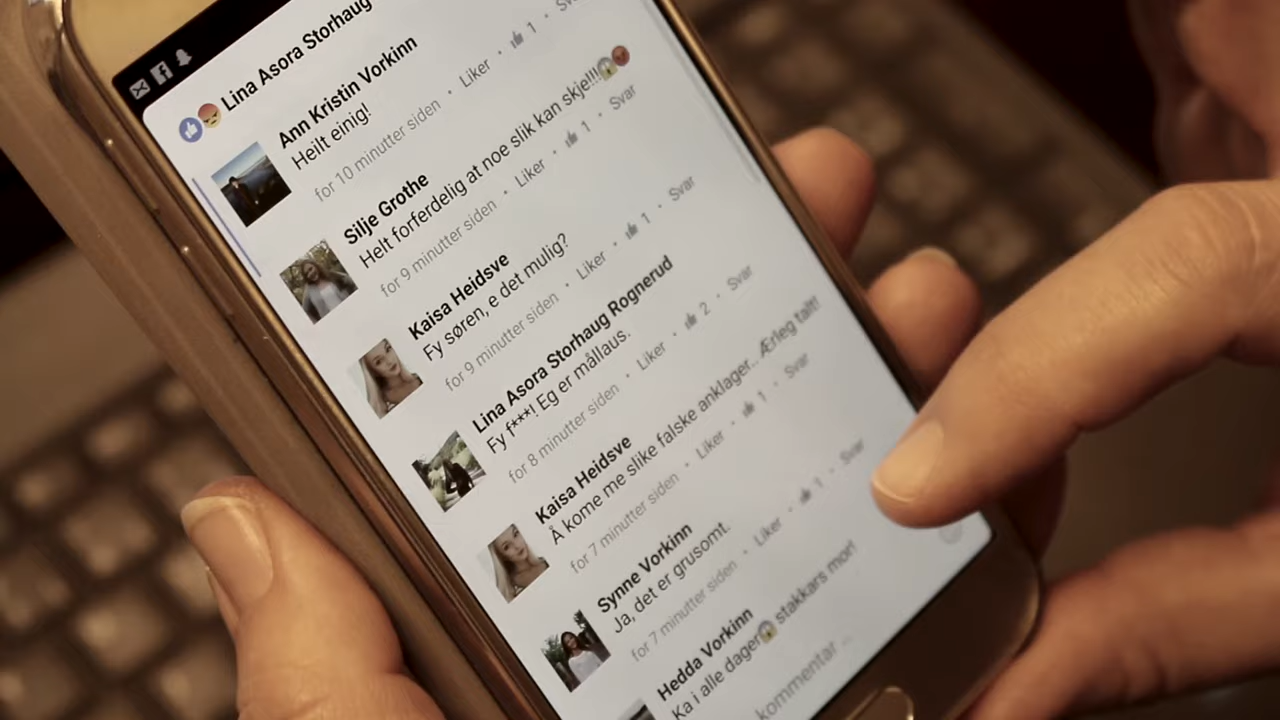 Lina Asora Storhaug
Ann Kristin Vorkinn
Heilt einig!
for 10 minutter siden • Liker • 1 •
Silje Grothe
Helt forferdelig at noe slik kan skje!!!😱😡
for 9 minutter siden • Liker • 1 • Svar
Kaisa Heidsve
Fy søren, e det mulig?
for 9 minutter siden • Liker • 1 • Svar
Lina Asora Storhaug Rognerud
Fy f***! Eg er mållaus.
for 8 minutter siden • Liker • 2 • Svar
Kaisa Heidsve
Å kome me slike falske anklager.. Ærleg talt!
for 7 minutter siden • Liker • 1 • Svar
Synne Vorkinn
Ja, det er grusomt.
for 7 minutter siden • Liker • 1 • Svar
Hedda Vorkinn
Ka i alle dager😱 stakkars mor!
kommentar ...